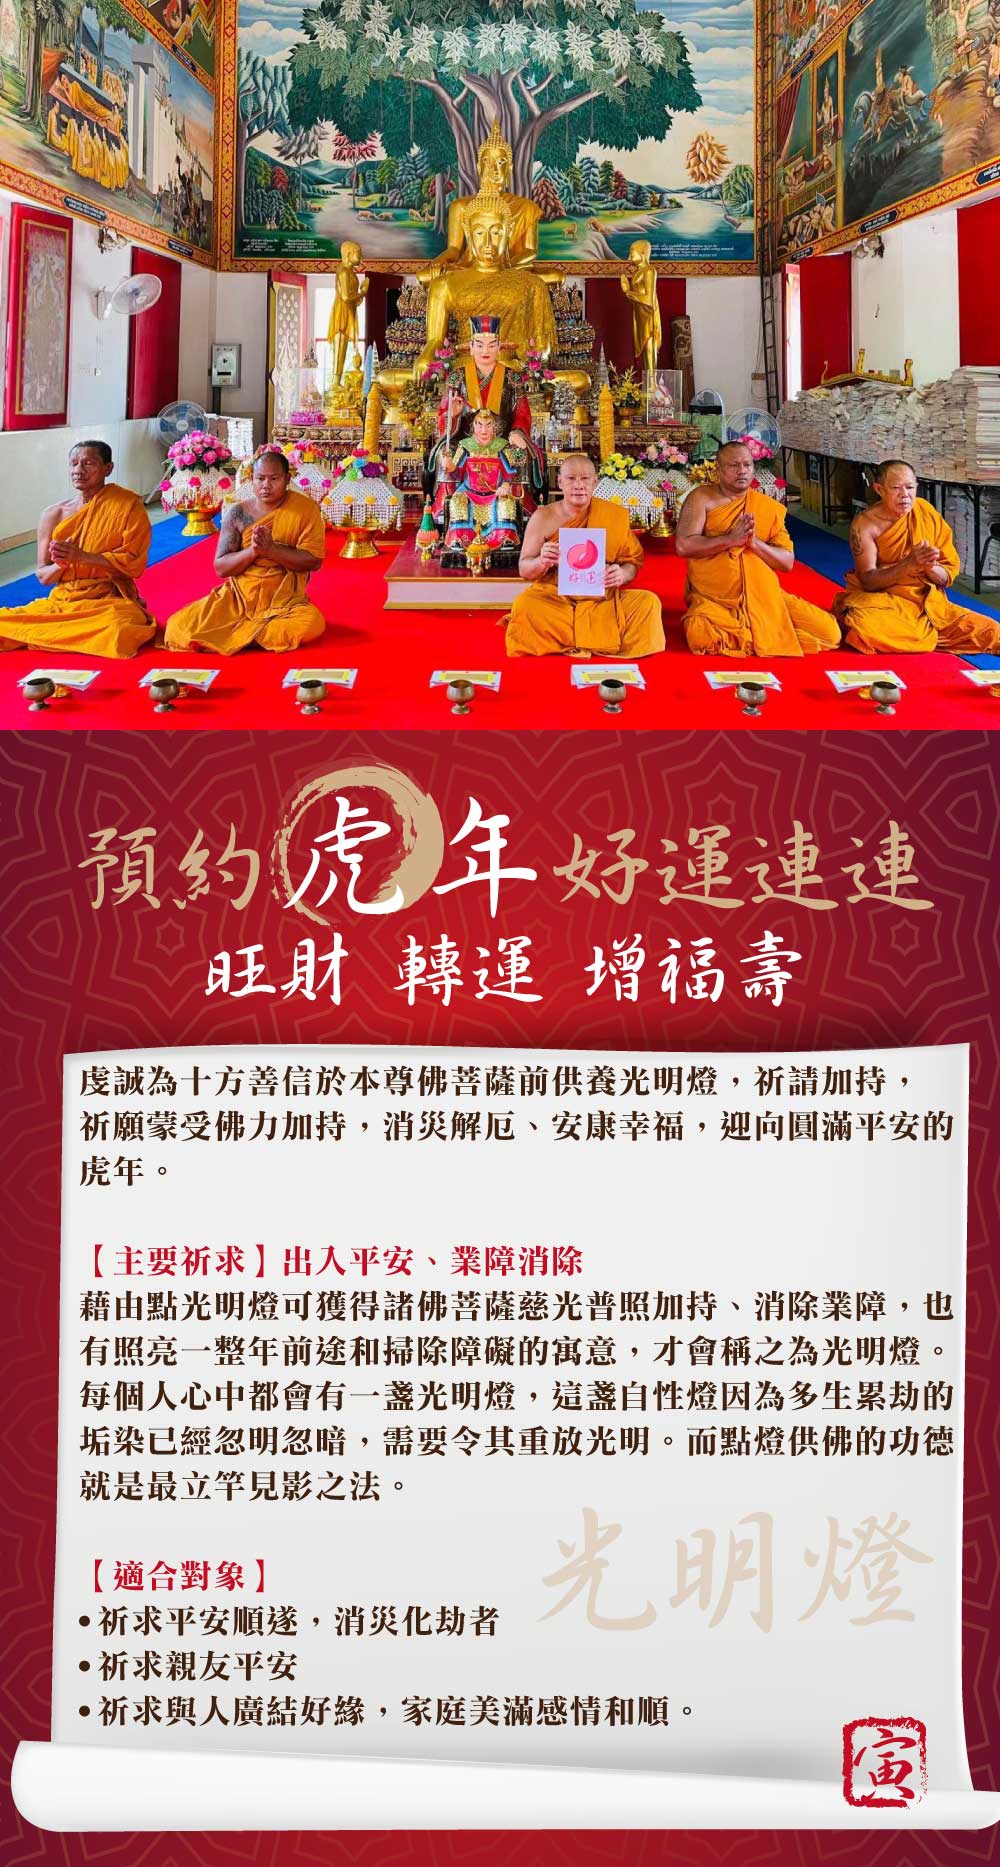 好運
預約虎年好運連連
旺財 轉運 增福壽
虔誠為十方善信於本尊佛菩薩前供養光明燈，祈請加持，
祈願蒙受佛力加持，消災解厄、安康幸福，迎向圓滿平安的
虎年。
【主要祈求】出入平安、業障消除
藉由點光明燈可獲得諸佛菩薩慈光普照加持、消除業障，也
有照亮一整年前途和掃除障礙的寓意，才會稱之為光明燈。
每個人心中都會有一盞光明燈，這盞自性燈因為多生累劫的
垢染已經忽明忽暗，需要令其重放光明。而點燈供佛的功德
就是最立竿見影之法。
光明燈
【適合對象】
•祈求平安順遂，消災化劫者
•祈求親友平安
•祈求與人廣結好緣，家庭美滿感情和順。
寅